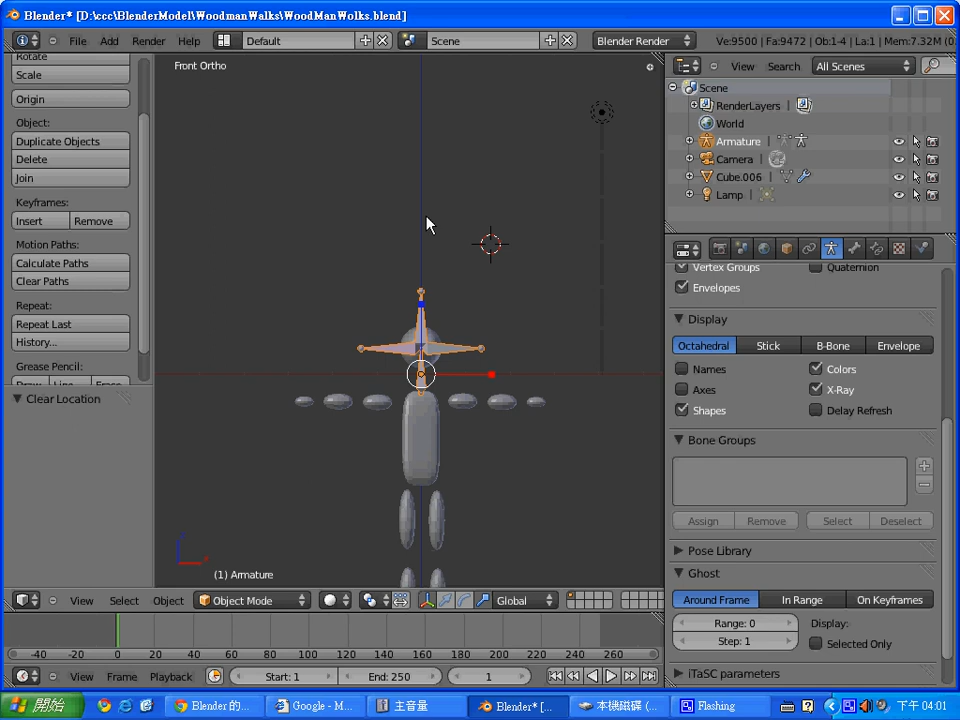 Blender* [D:\ccc\BlenderModel\WoodmanWalks\WoodManWolks.blend]
File Add Render Help Default Scene Blender Render Ve:9500 | Fa:9472 | Ob:1-4 | La:1 | Mem:7.32M
Rotate
Scale
Origin
Object:
Duplicate Objects
Delete
Join
Keyframes:
Insert Remove
Motion Paths:
Calculate Paths
Clear Paths
Repeat:
Repeat Last
History...
Grease Pencil:
Draw Line Erase
Clear Location
Front Ortho
(1) Armature
View Search All Scenes
Scene
RenderLayers
World
Armature
Camera
Cube.006
Lamp
Vertex Groups Quaternion
Envelopes
Display
Octahedral Stick B-Bone Envelope
Names Colors
Axes X-Ray
Shapes Delay Refresh
Bone Groups
Assign Remove Select Deselect
Pose Library
Ghost
Around Frame In Range On Keyframes
Range: 0 Display:
Step: 1 Selected Only
iTaSC parameters
View Select Object Object Mode Global
-40 -20 0 20 40 60 80 100 120 140 160 180 200 220 240 260
View Frame Playback Start: 1 End: 250 1
開始 Blender 的... Google - M... 主音量 Blender* [... 本機磁碟 (... Flashing 下午 04:01